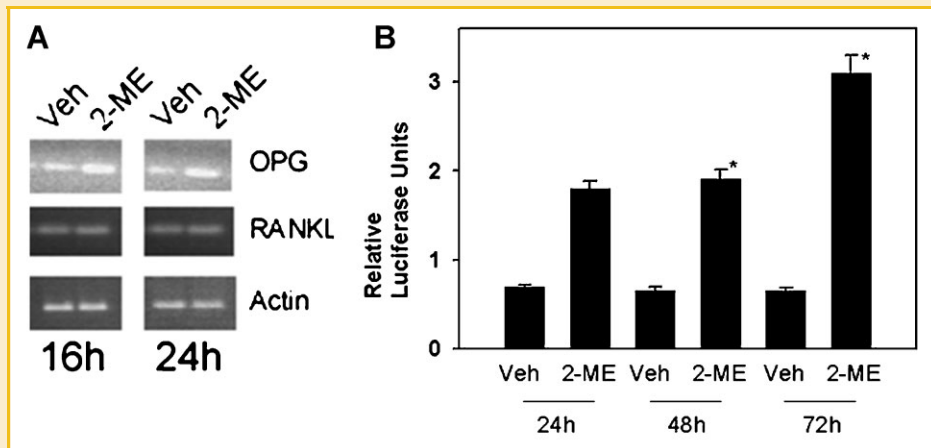 A
Veh 2-ME Veh 2-ME
OPG
RANKL
Actin
16h 24h
B
Relative
Luciferase Units
3
2
1
0
*
*
Veh 2-ME Veh 2-ME Veh 2-ME
24h 48h 72h